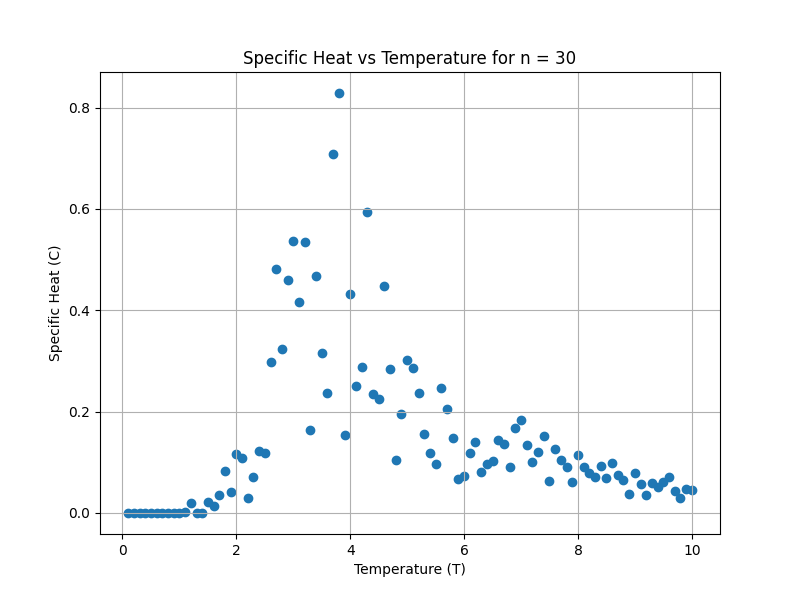 Specific Heat vs Temperature for n = 30
0.8
0.6
0.4
0.2
0.0
Specific Heat (C)
0 2 4 6 8 10
Temperature (T)